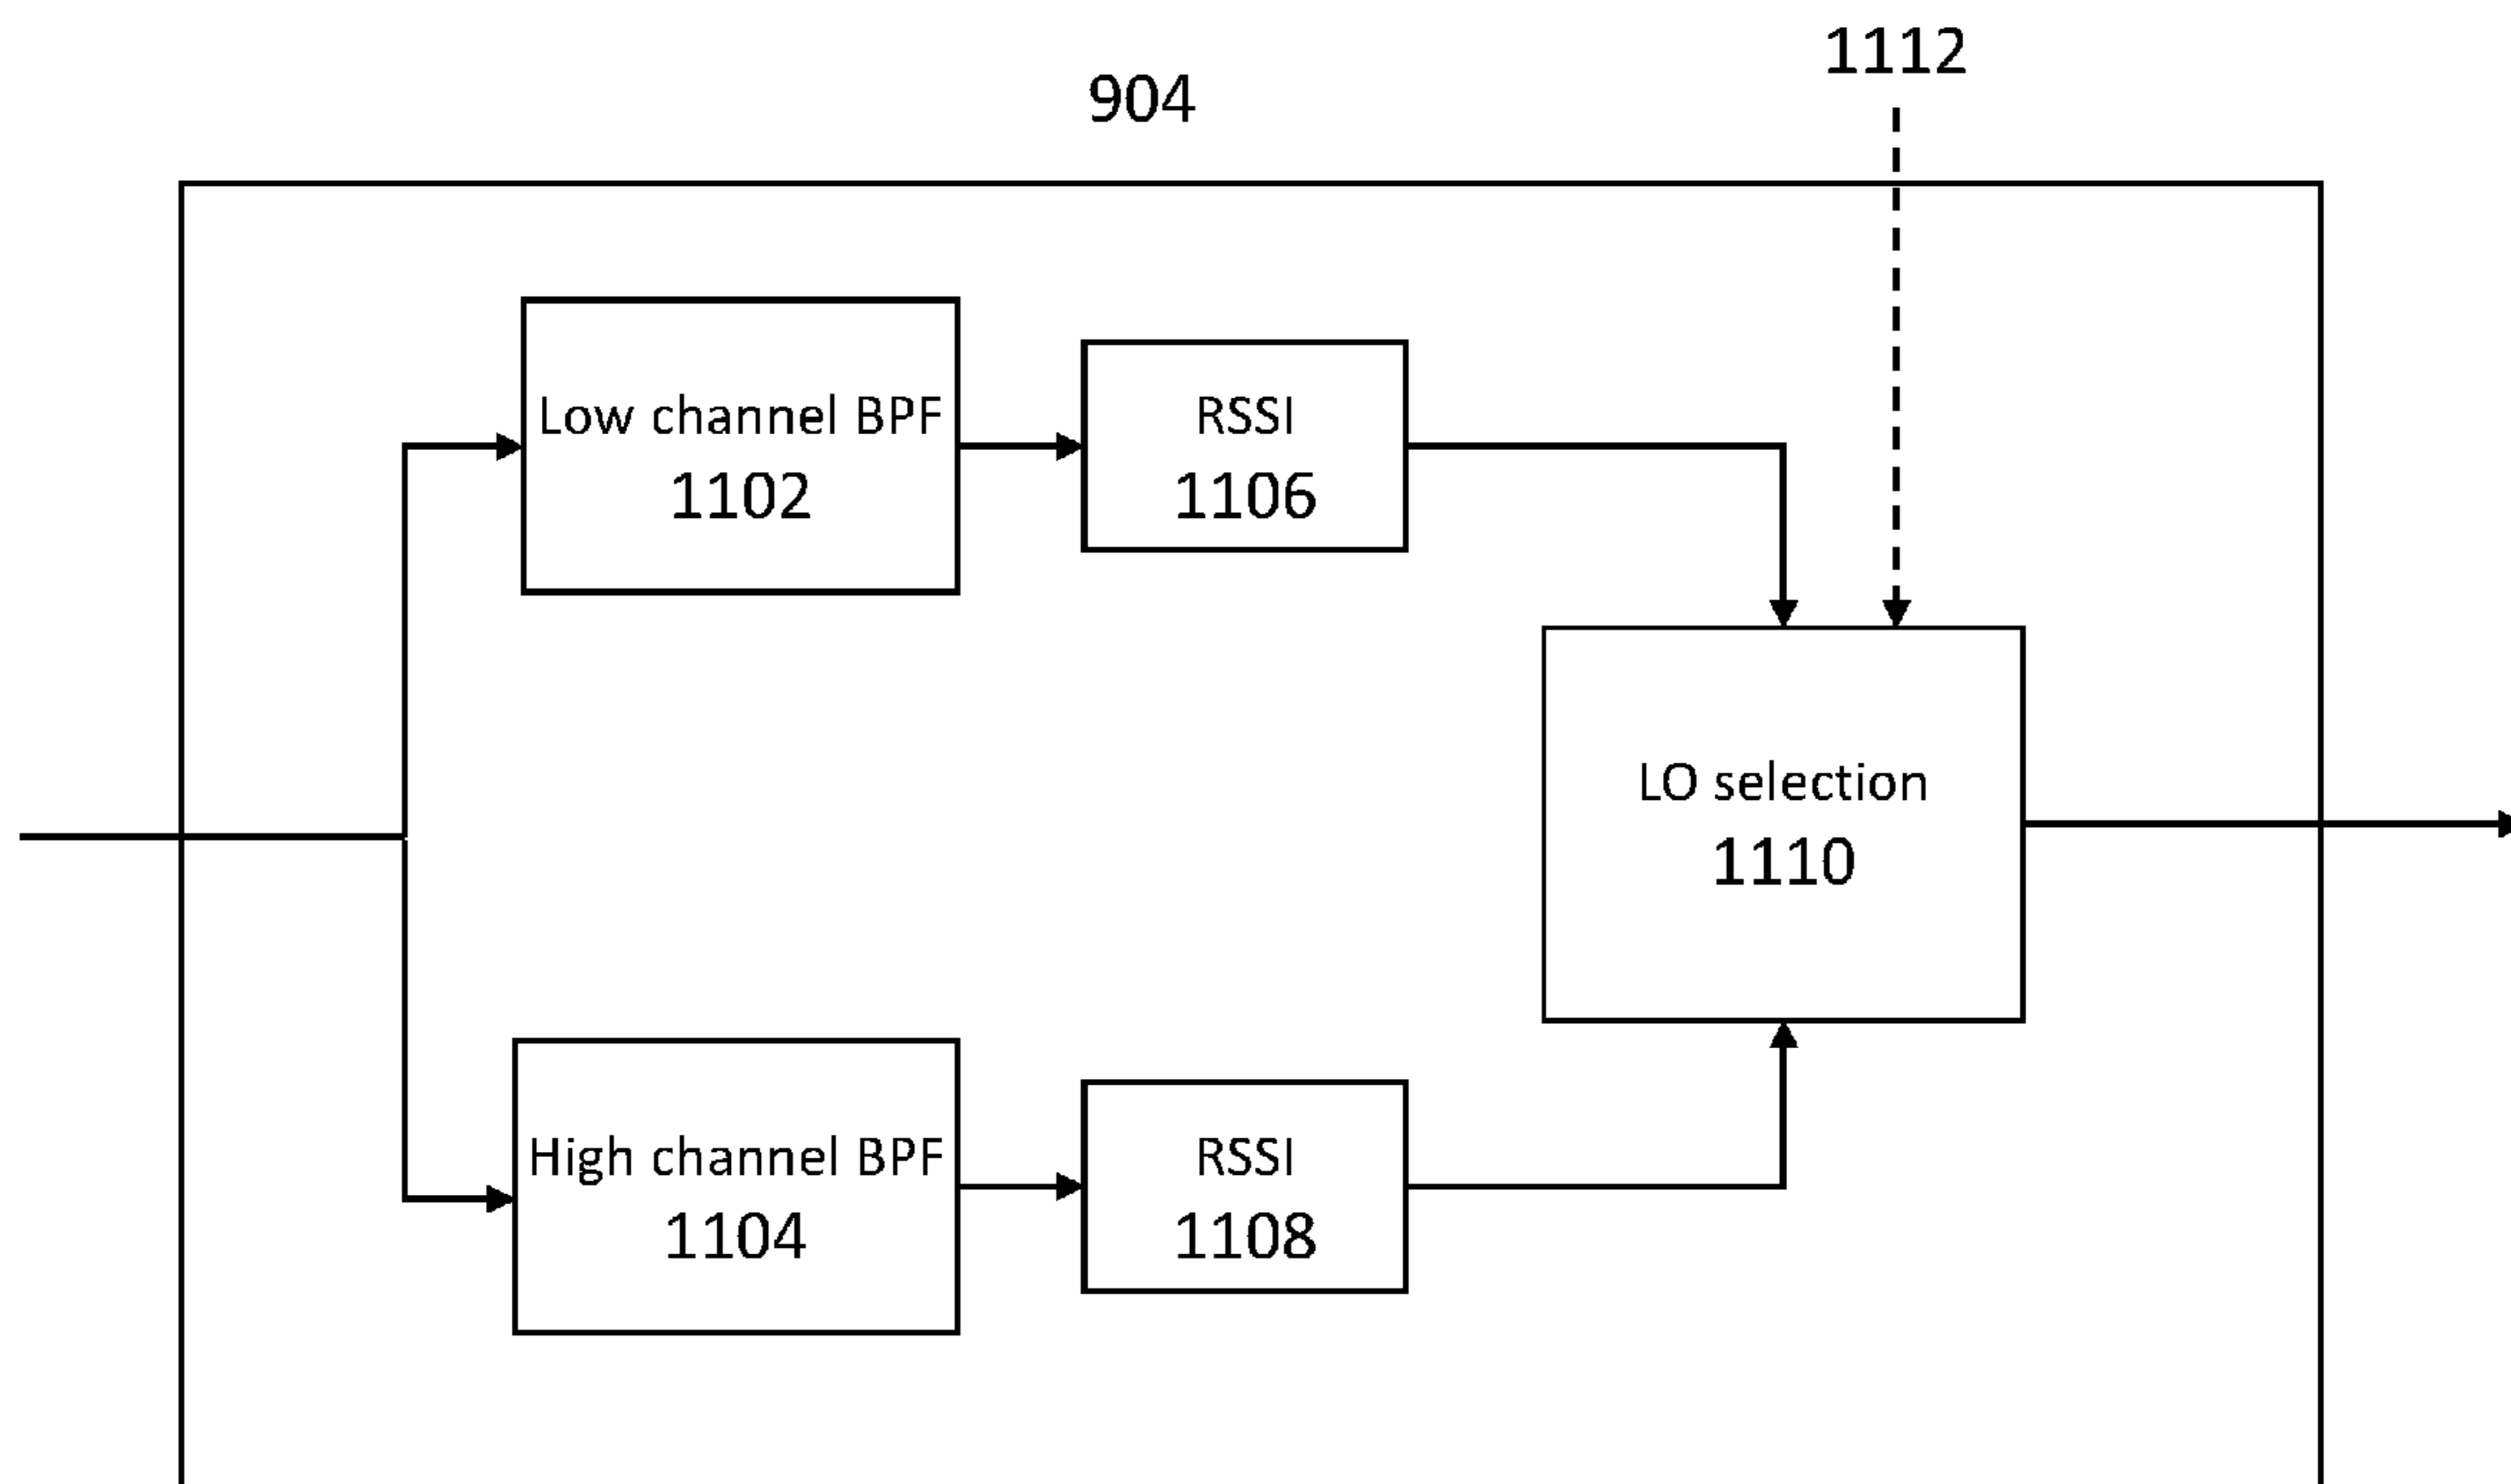 1112
904
Low channel BPF
1102
RSSI
1106
LO selection
1110
High channel BPF
1104
RSSI
1108